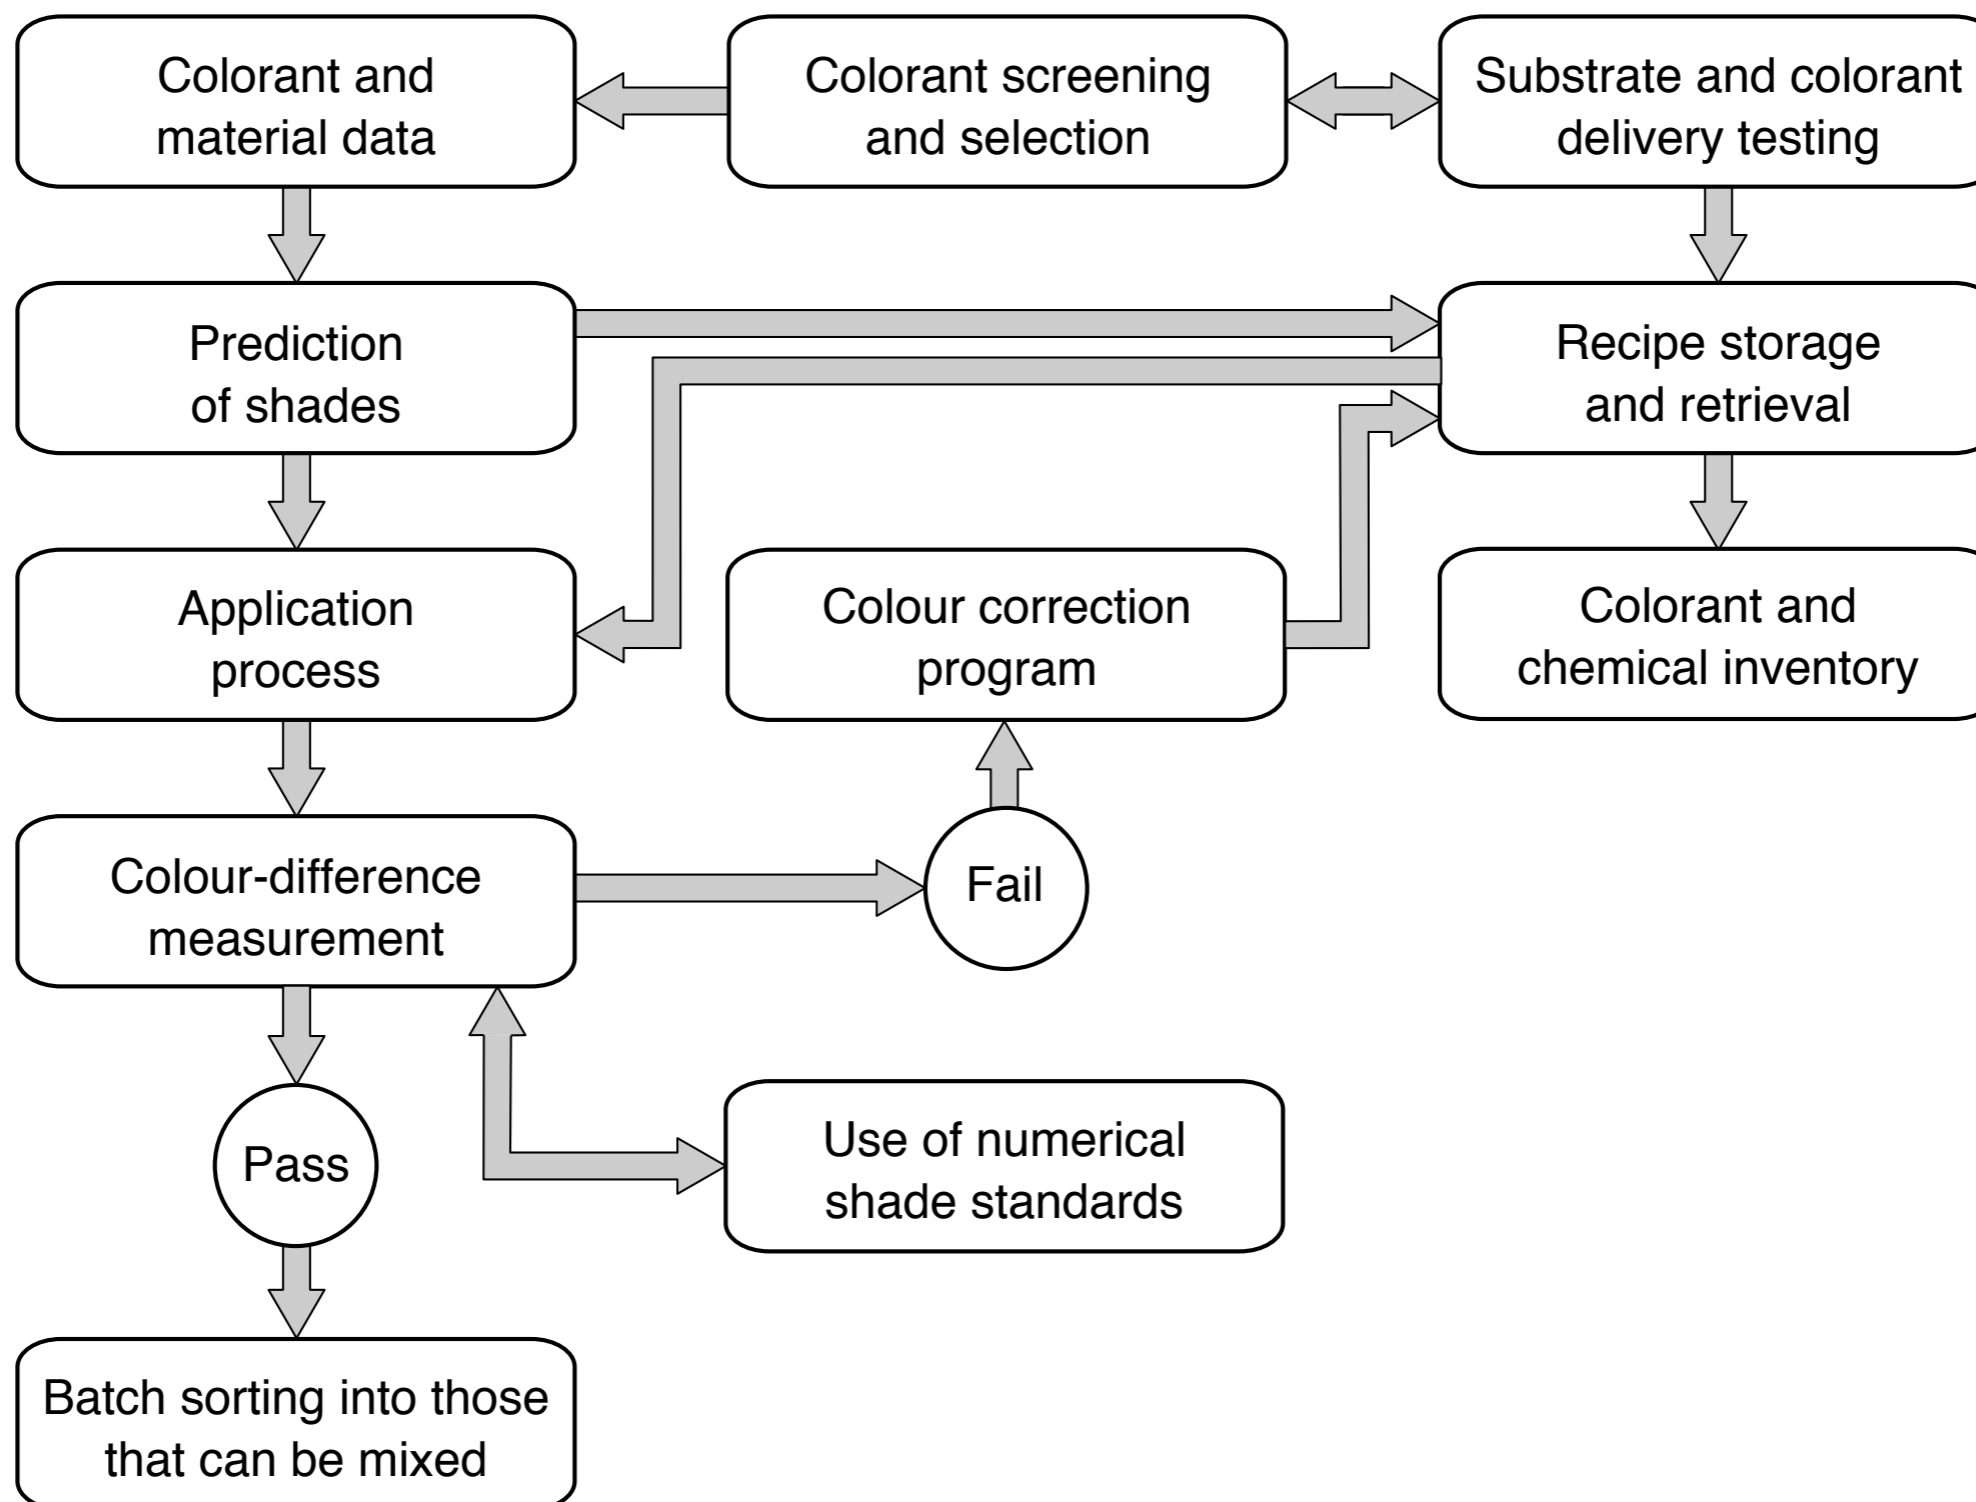 Colorant and
material data
Colorant screening
and selection
Substrate and colorant
delivery testing
Prediction
of shades
Recipe storage
and retrieval
Application
process
Colour correction
program
Colorant and
chemical inventory
Colour-difference
measurement
Fail
Pass
Use of numerical
shade standards
Batch sorting into those
that can be mixed